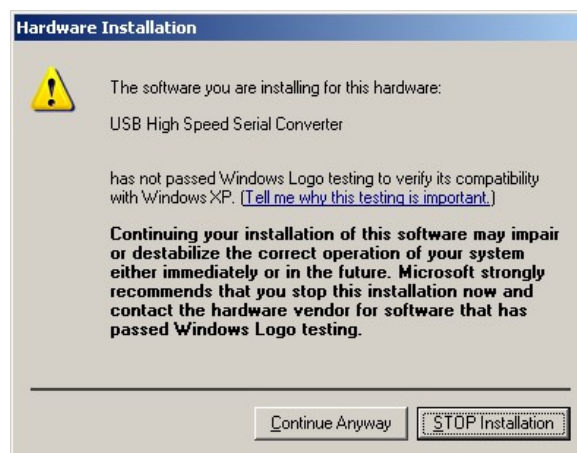 Hardware Installation
The software you are installing for this hardware:
USB High Speed Serial Converter
has not passed Windows Logo testing to verify its compatibility
with Windows XP. (Tell me why this testing is important.)
Continuing your installation of this software may impair
or destabilize the correct operation of your system
either immediately or in the future. Microsoft strongly
recommends that you stop this installation now and
contact the hardware vendor for software that has
passed Windows Logo testing.
Continue Anyway
STOP Installation